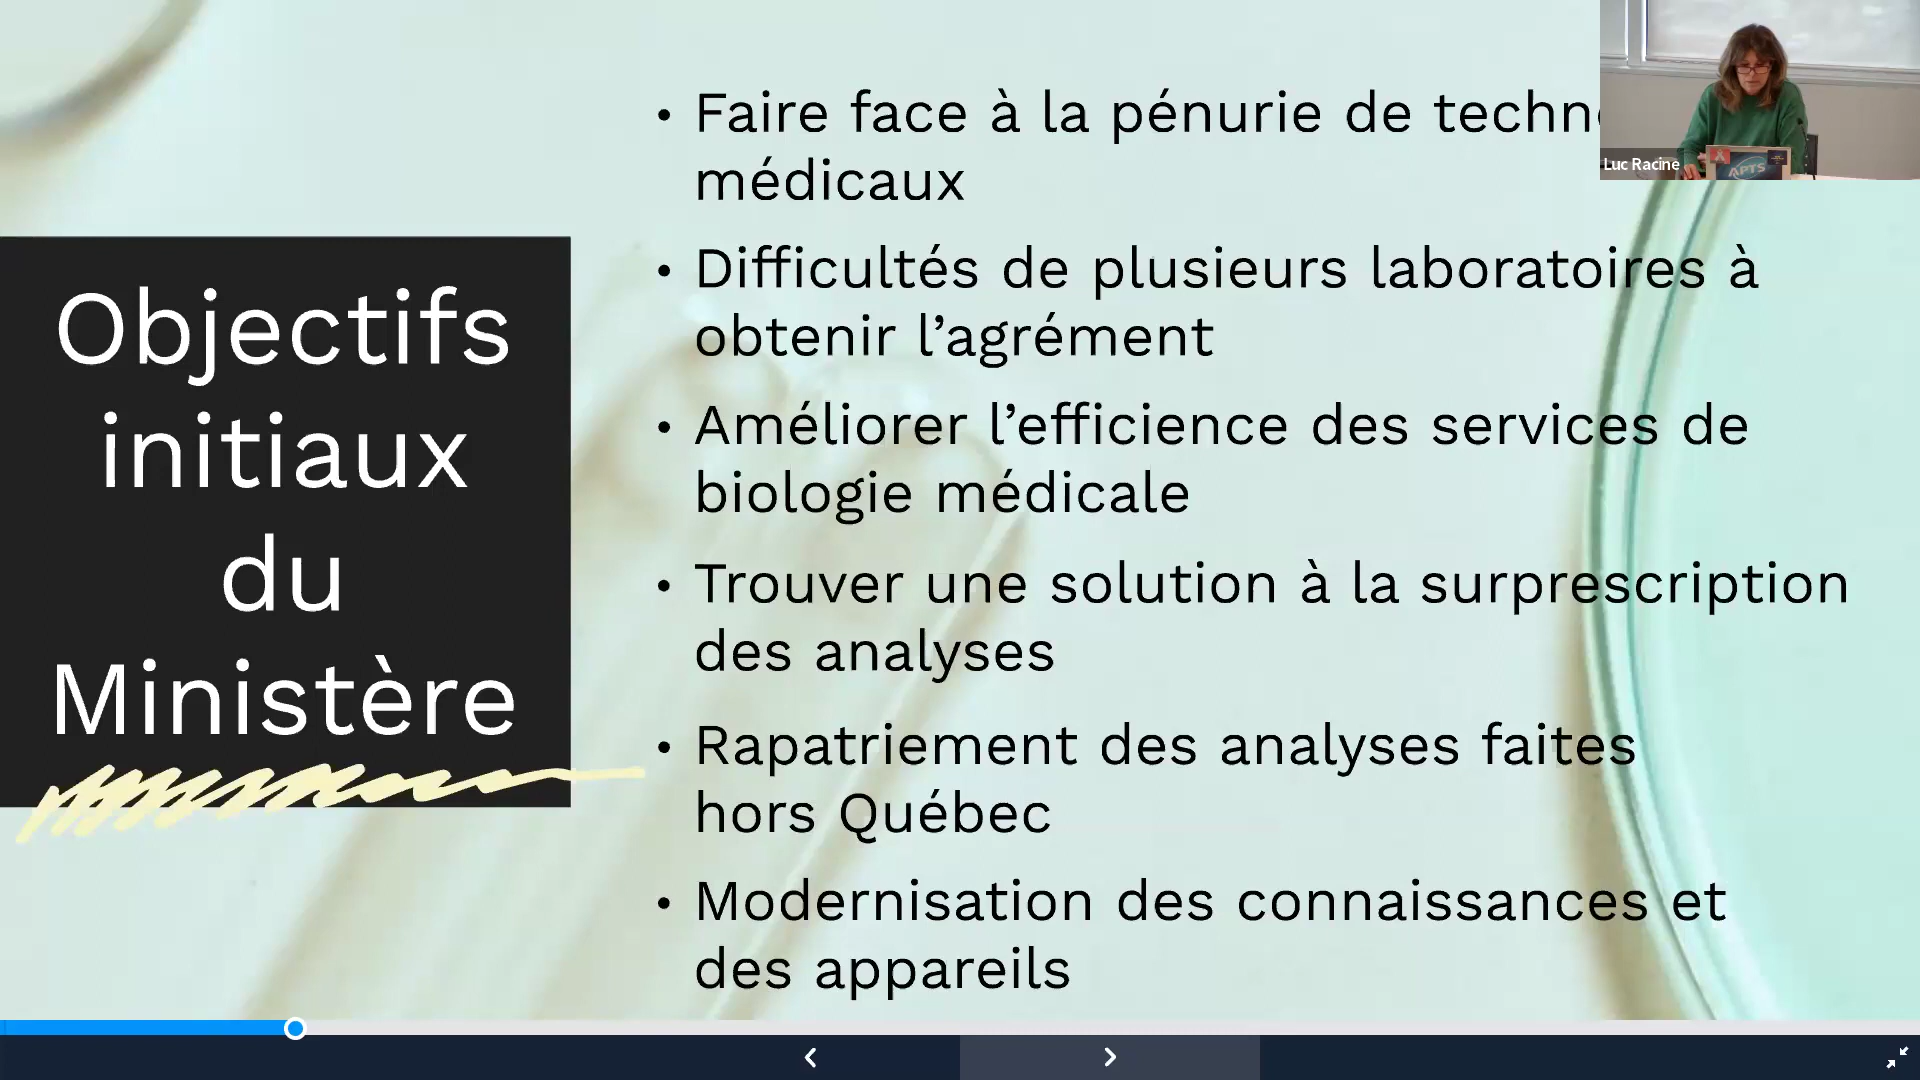 Objectifs
initiaux
du
Ministère
• Faire face à la pénurie de
médicaux
• Difficultés de plusieurs laboratoires à
obtenir l’agrément
• Améliorer l’efficience des services de
biologie médicale
• Trouver une solution à la surprescription
des analyses
• Rapatriement des analyses faites
hors Québec
• Modernisation des connaissances et
des appareils
Luc Racine
APTS